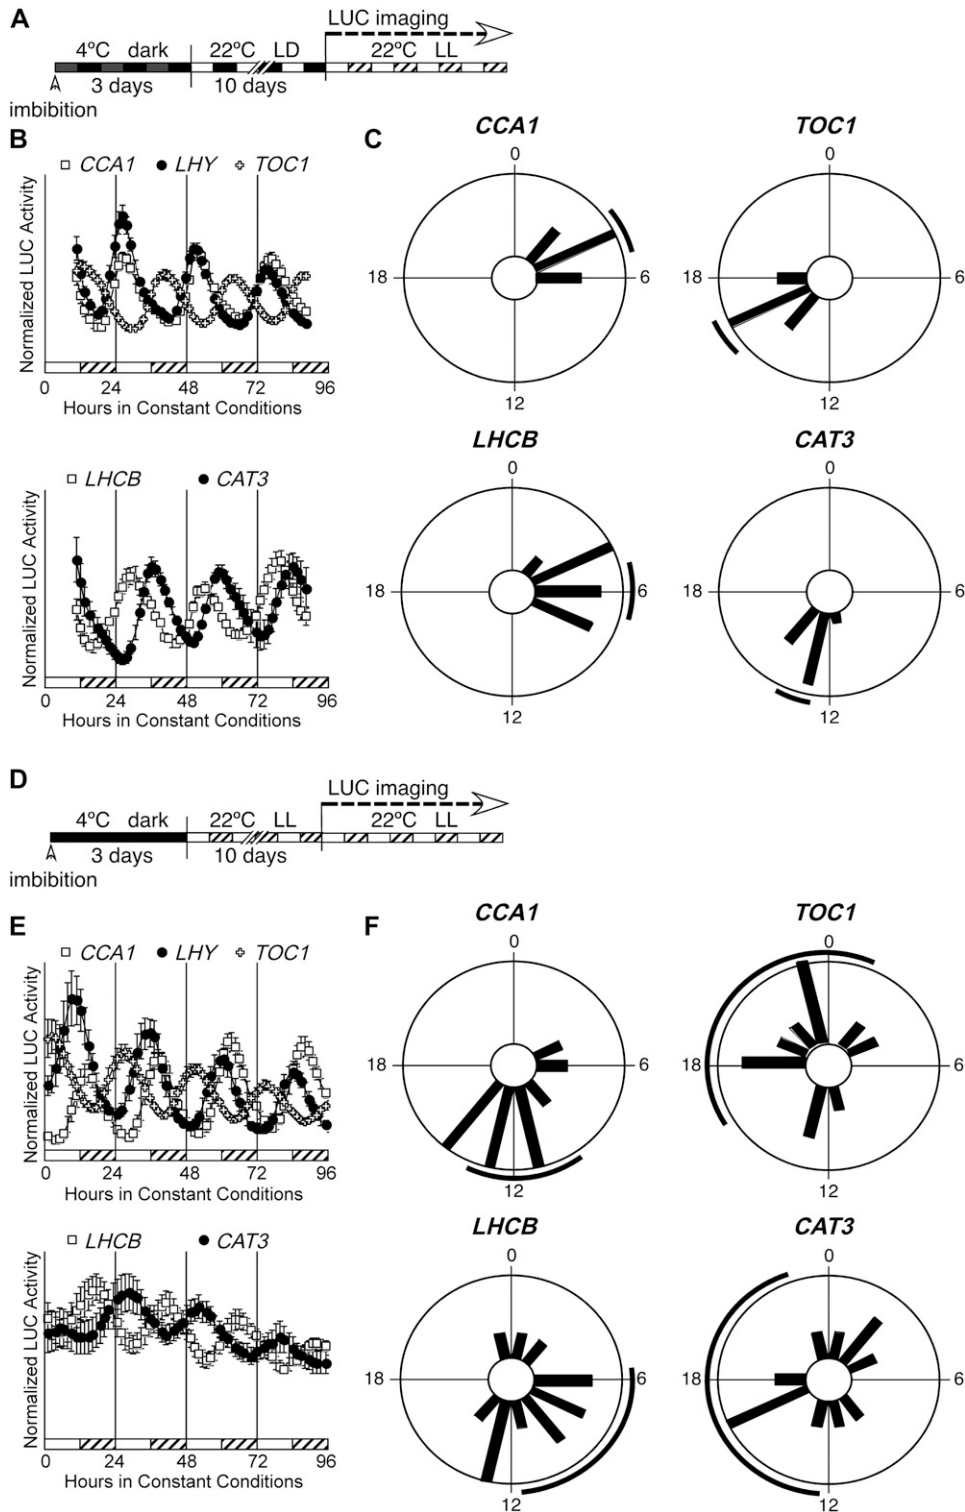 A
LUC imaging
4ºC dark 22ºC LD 22ºC LL
3 days 10 days
imbibition
B
CCA1 LHY TOC1
Normalized LUC Activity
0 24 48 72 96
Hours in Constant Conditions
LHCB CAT3
Normalized LUC Activity
0 24 48 72 96
Hours in Constant Conditions
C
CCA1 TOC1
0 0
18 6 18 6
12 12
LHCB CAT3
0 0
18 6 18 6
12 12
D
LUC imaging
4ºC dark 22ºC LL 22ºC LL
3 days 10 days
imbibition
E
CCA1 LHY TOC1
Normalized LUC Activity
0 24 48 72 96
Hours in Constant Conditions
LHCB CAT3
Normalized LUC Activity
0 24 48 72 96
Hours in Constant Conditions
F
CCA1 TOC1
0 0
18 6 18 6
12 12
LHCB CAT3
0 0
18 6 18 6
12 12